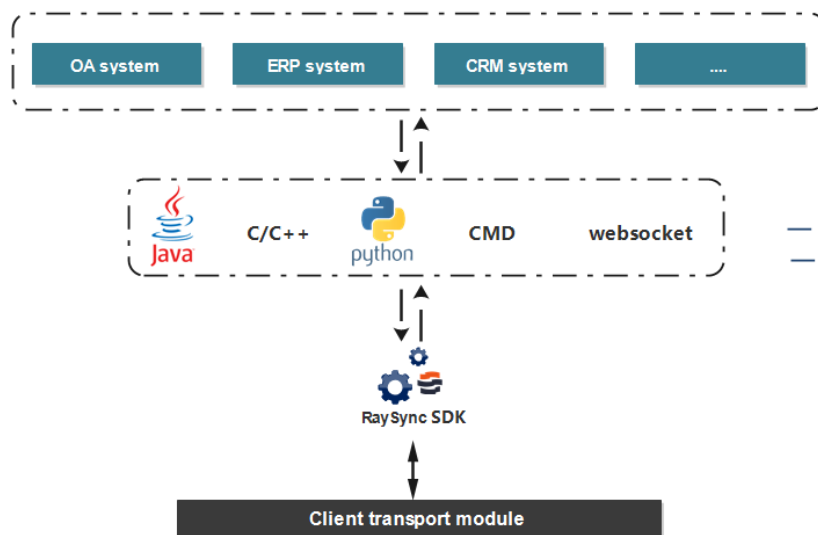 OA system
ERP system
CRM system
....
Java
C/C++
python
CMD
websocket
RaySync SDK
Client transport module